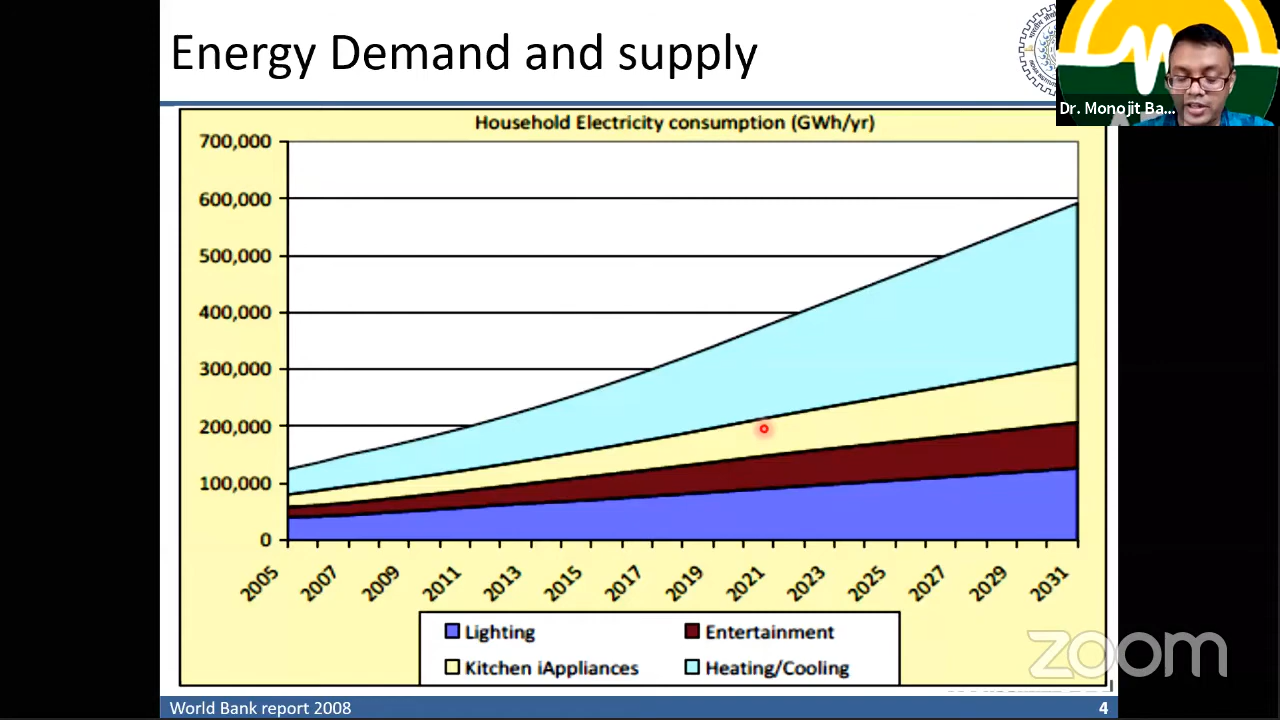 Energy Demand and supply
Dr. Monojit Ba...
Household Electricity consumption (GWh/yr)
700,000
600,000
500,000
400,000
300,000
200,000
100,000
0
2005
2007
2009
2011
2013
2015
2017
2019
2021
2023
2025
2027
2029
2031
Lighting
Entertainment
Kitchen iAppliances
Heating/Cooling
zoom
World Bank report 2008
4